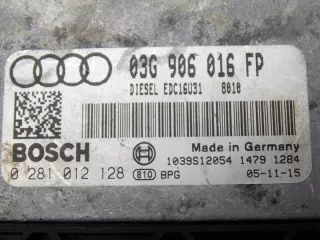 03G 906 016 FP
DIESEL EDC16U31 8010
BOSCH
Made in Germany
1039S12054 1479 1284
0 281 012 128 810 BPG 05-11-15